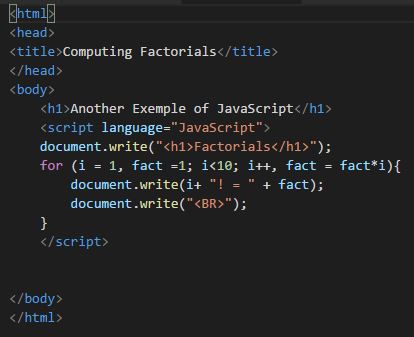 <html>
<head>
<title>Computing Factorials</title>
</head>
<body>
<h1>Another Exemple of JavaScript</h1>
<script language="JavaScript">
document.write("<h1>Factorials</h1>");
for (i = 1, fact =1; i<10; i++, fact = fact*i){
document.write(i+ "! = " + fact);
document.write("<BR>");
}
</script>
</body>
</html>